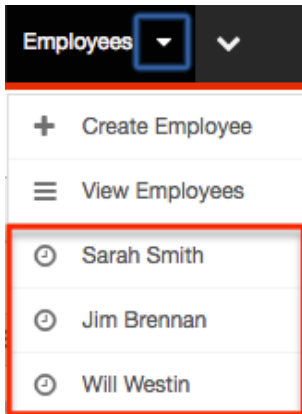 Employees
Create Employee
View Employees
Sarah Smith
Jim Brennan
Will Westin